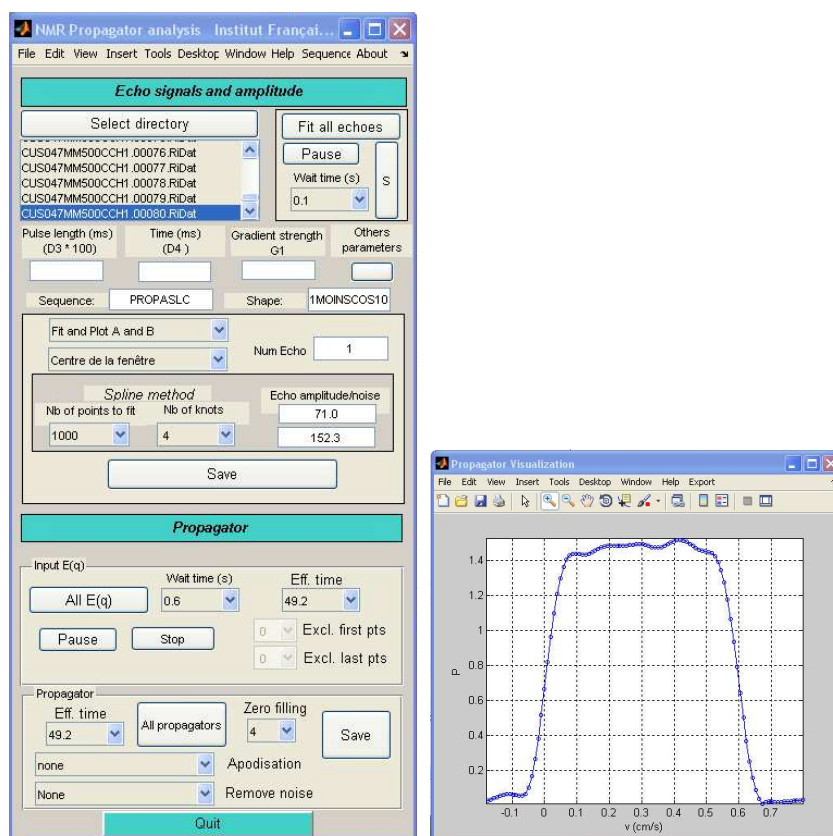 NMR Propagator analysis Institut Françai...
File Edit View Insert Tools Desktop Window Help Sequence About
Echo signals and amplitude
Select directory
Fit all echoes
CUS047MM500CCH1.00076.RiDat
CUS047MM500CCH1.00077.RiDat
CUS047MM500CCH1.00078.RiDat
CUS047MM500CCH1.00079.RiDat
CUS047MM500CCH1.00080.RiDat
Pause
Wait time (s)
0.1
S
Pulse length (ms) Time (ms) Gradient strength Others
(D3 * 100) (D4 ) G1 parameters
Sequence: PROPASLC Shape: 1MOINSCOS10
Fit and Plot A and B
Centre de la fenêtre
Num Echo 1
Spline method Echo amplitude/noise
Nb of points to fit Nb of knots 71.0
1000 4 152.3
Save
Propagator
Input E(q)
Wait time (s) Eff. time
All E(q) 0.6 49.2
Pause Stop 0 Excl. first pts
0 Excl. last pts
Propagator
Eff. time All propagators Zero filling
49.2 4 Save
none Apodisation
None Remove noise
Quit
Propagator Visualization
File Edit View Insert Tools Desktop Window Help Export
1.4
1.2
1
0.8
0.6
0.4
0.2
P
-0.1 0 0.1 0.2 0.3 0.4 0.5 0.6 0.7
v (cm/s)